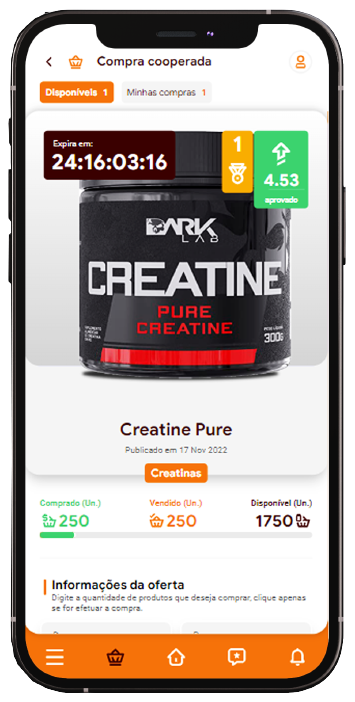 Compra cooperada
Disponíveis 1
Minhas compras 1
Expira em:
24:16:03:16
1
4.53
aprovado
DARK
LAB
CREATINE
PURE
CREATINE
300g
Creatine Pure
Publicado em 17 Nov 2022
Creatinas
Comprado (Un.)
Vendido (Un.)
Disponível (Un.)
250
250
1750
Informações da oferta
Digite a quantidade de produtos que deseja comprar, clique apenas
se for efetuar a compra.